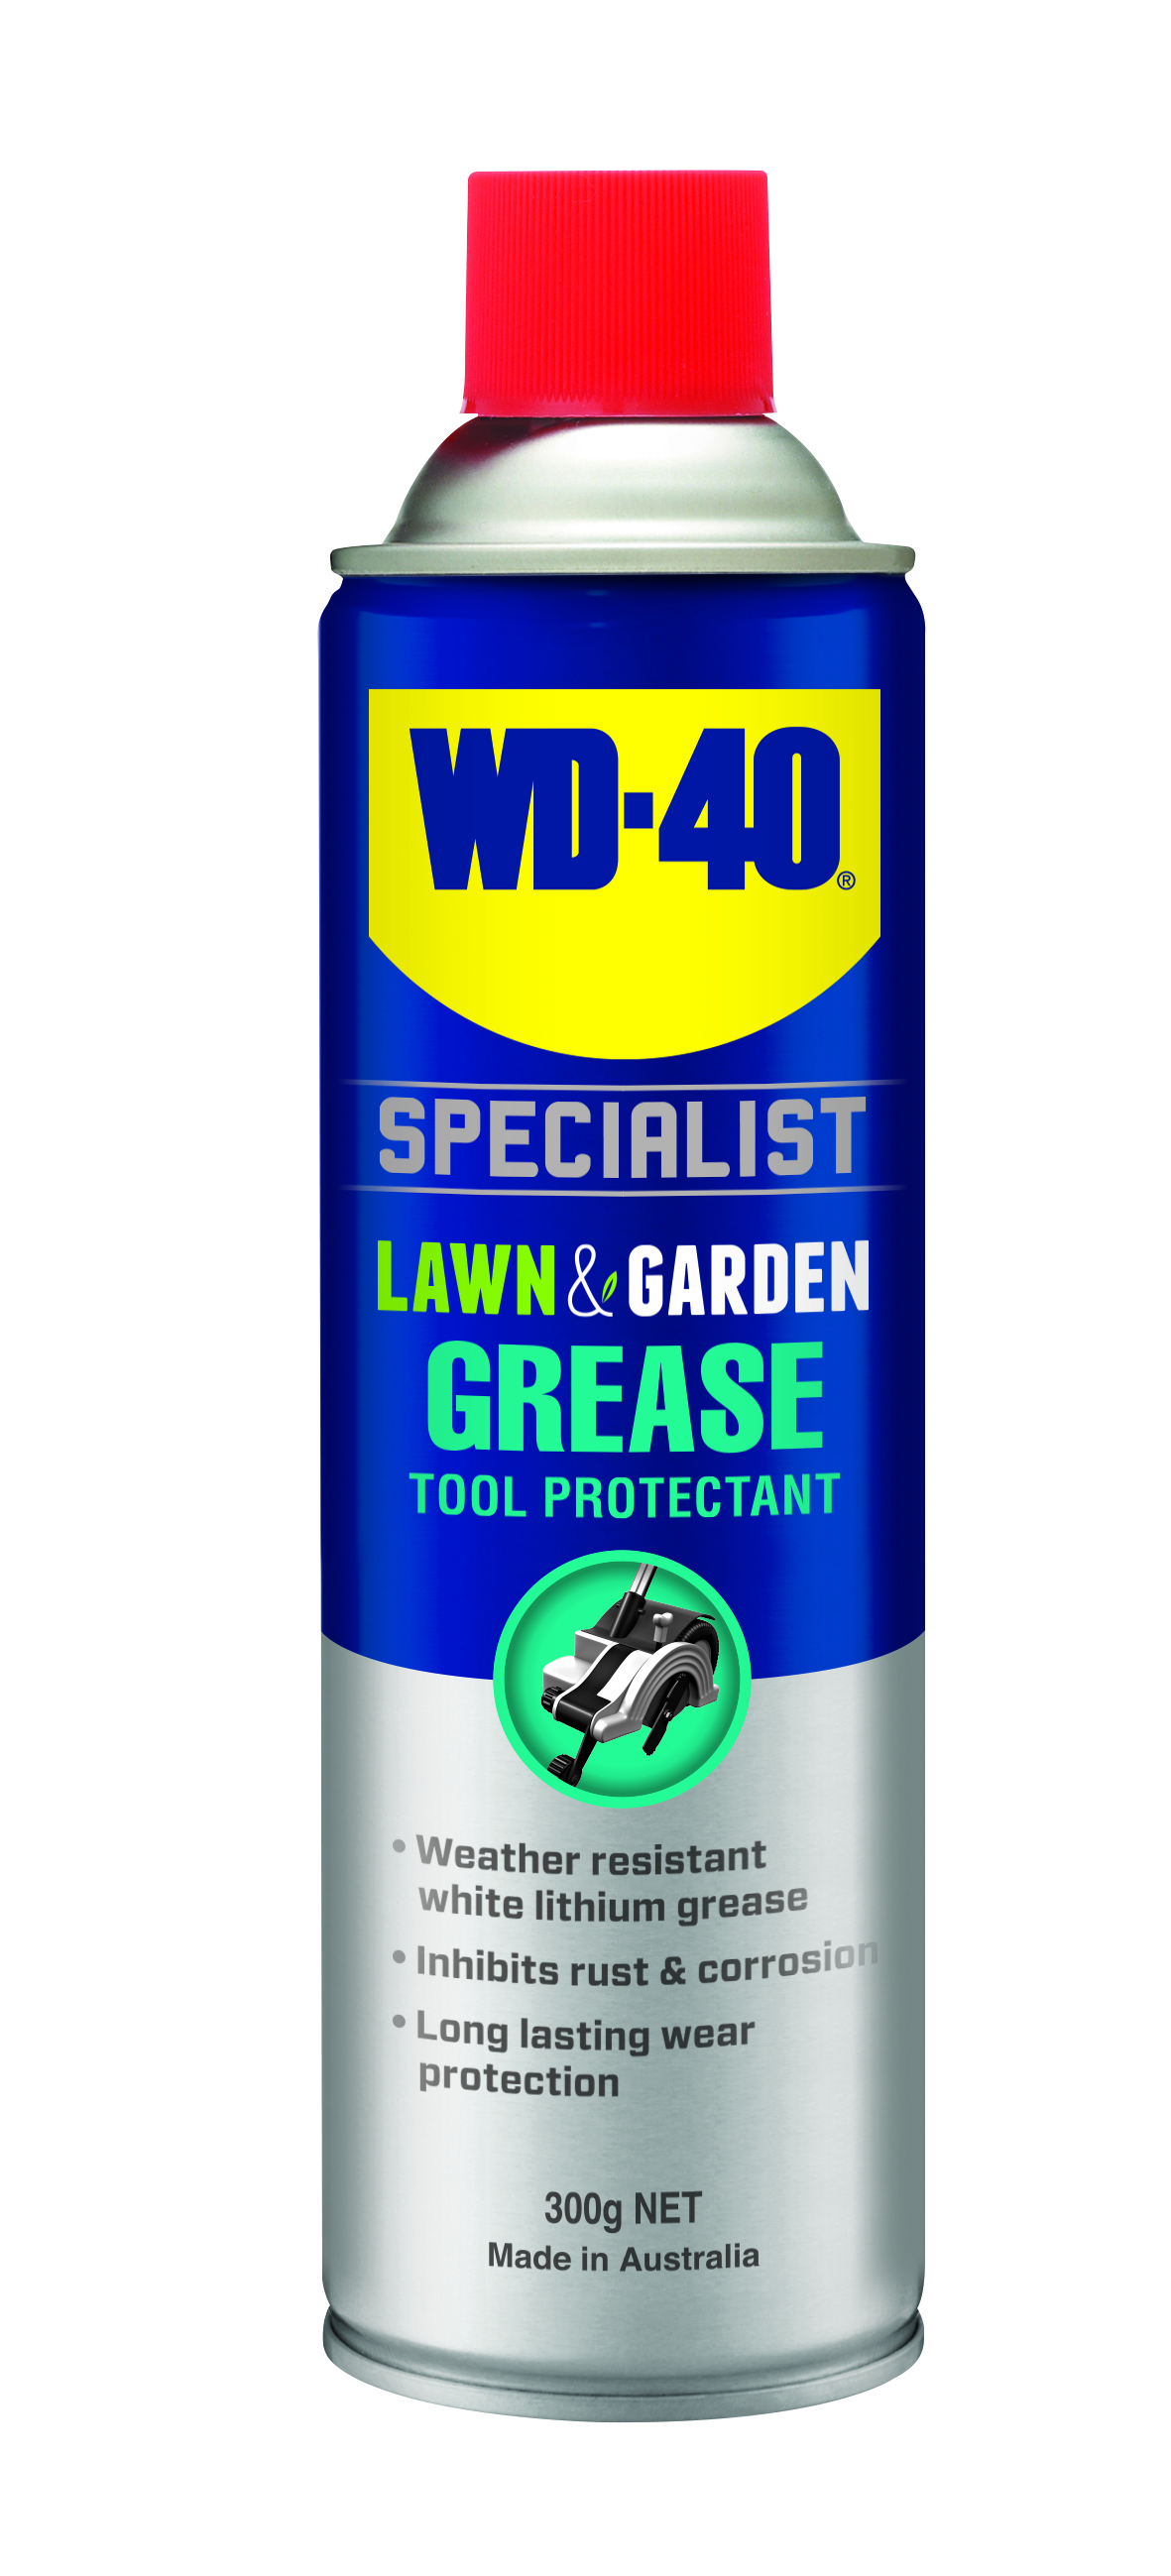 WD-40®
SPECIALIST
LAWN & GARDEN
GREASE
TOOL PROTECTANT
• Weather resistant
white lithium grease
• Inhibits rust & corrosion
• Long lasting wear
protection
300g NET
Made in Australia